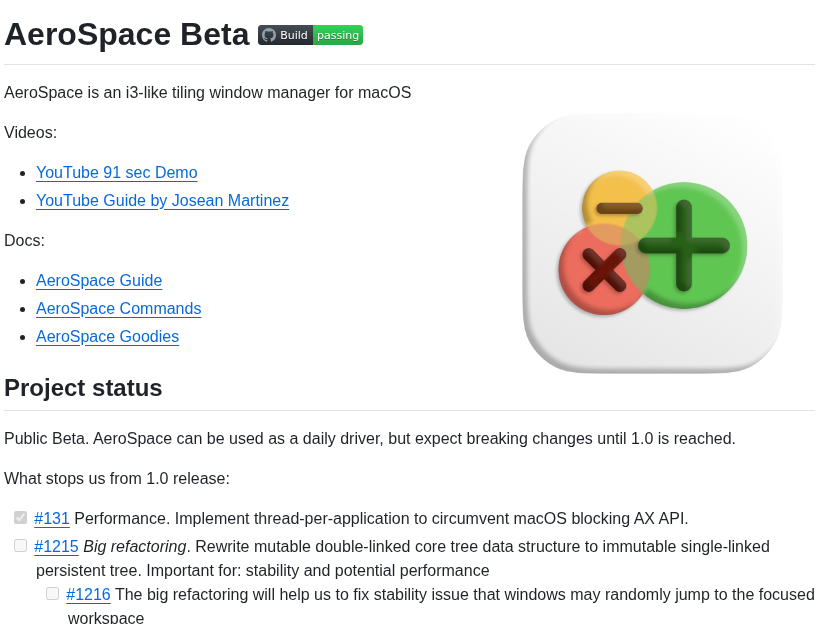 AeroSpace Beta Build passing
AeroSpace is an i3-like tiling window manager for macOS
Videos:
YouTube 91 sec Demo
YouTube Guide by Josean Martinez
Docs:
AeroSpace Guide
AeroSpace Commands
AeroSpace Goodies
Project status
Public Beta. AeroSpace can be used as a daily driver, but expect breaking changes until 1.0 is reached.
What stops us from 1.0 release:
#131 Performance. Implement thread-per-application to circumvent macOS blocking AX API.
#1215 Big refactoring. Rewrite mutable double-linked core tree data structure to immutable single-linked
persistent tree. Important for: stability and potential performance
#1216 The big refactoring will help us to fix stability issue that windows may randomly jump to the focused
workspace